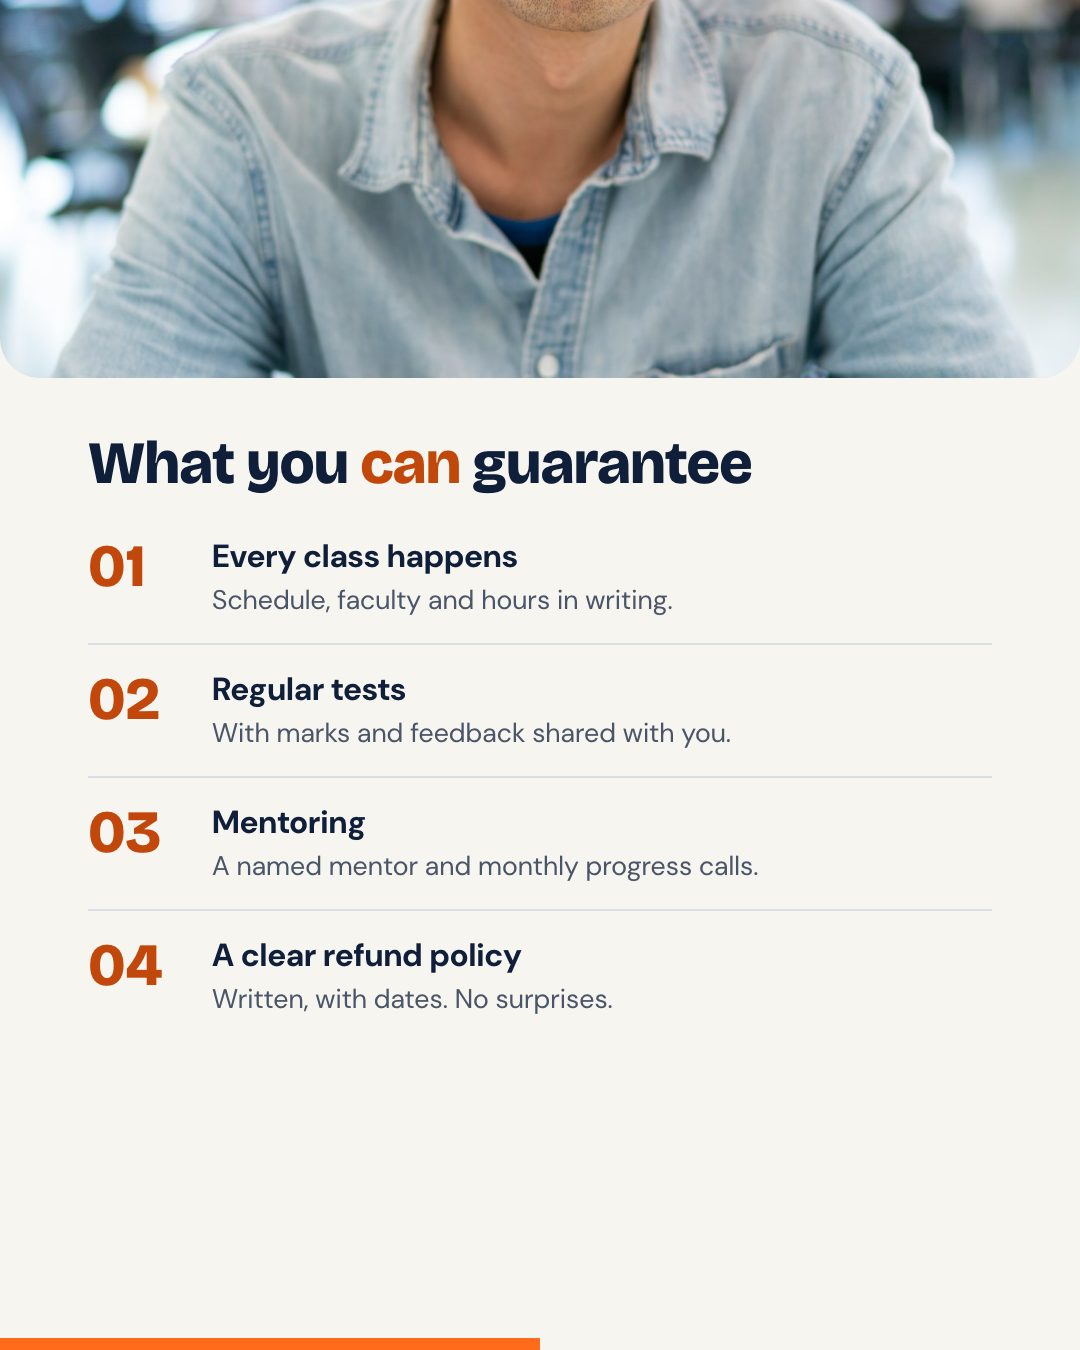 What you can guarantee
01
Every class happens
Schedule, faculty and hours in writing.
02
Regular tests
With marks and feedback shared with you.
03
Mentoring
A named mentor and monthly progress calls.
04
A clear refund policy
Written, with dates. No surprises.